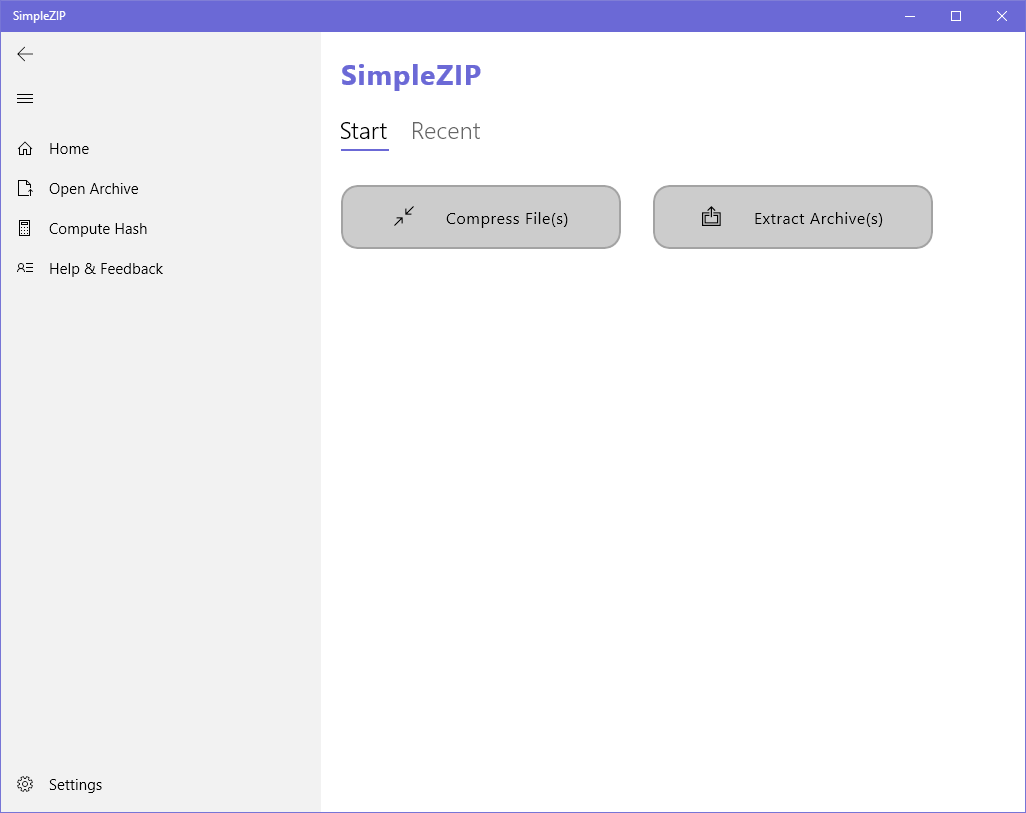 SimpleZIP
Home
Open Archive
Compute Hash
Help & Feedback
Settings
SimpleZIP
Start Recent
Compress File(s) Extract Archive(s)